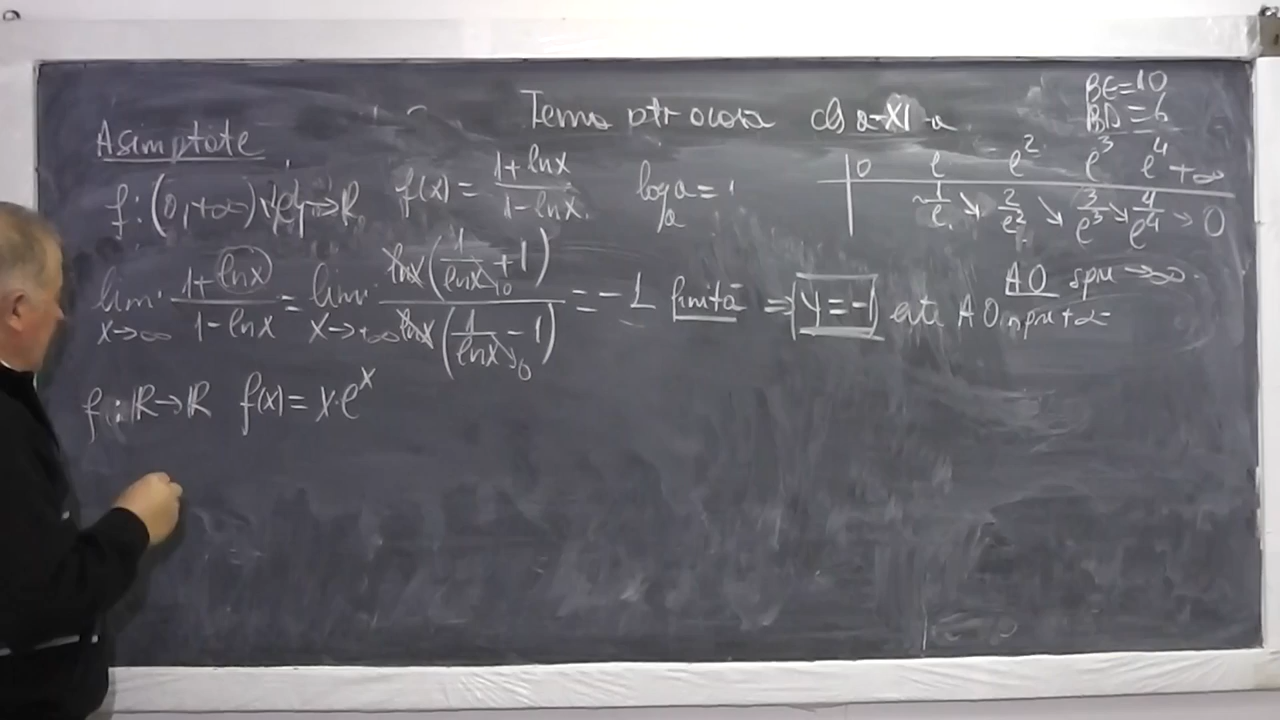 Tema ptr acasa cls a-XI-a
BE=10
BD=6
Asimptote
f:(0,+∞)\{e}→R f(x)= (1+lnx)/(1-lnx)
log_a a=1
0 e e² e³ e⁴ +∞
1/e ↘ 2/e² ↘ 3/e³ ↘ 4/e⁴ → 0
lim x→∞ (1+lnx)/(1-lnx) = lim x→+∞ lnx(1/lnx+1)/lnx(1/lnx-1) = -1 finită ⇒ y=-1 este AO spre +∞
AO spre →∞
f:R→R f(x)=x·eˣ